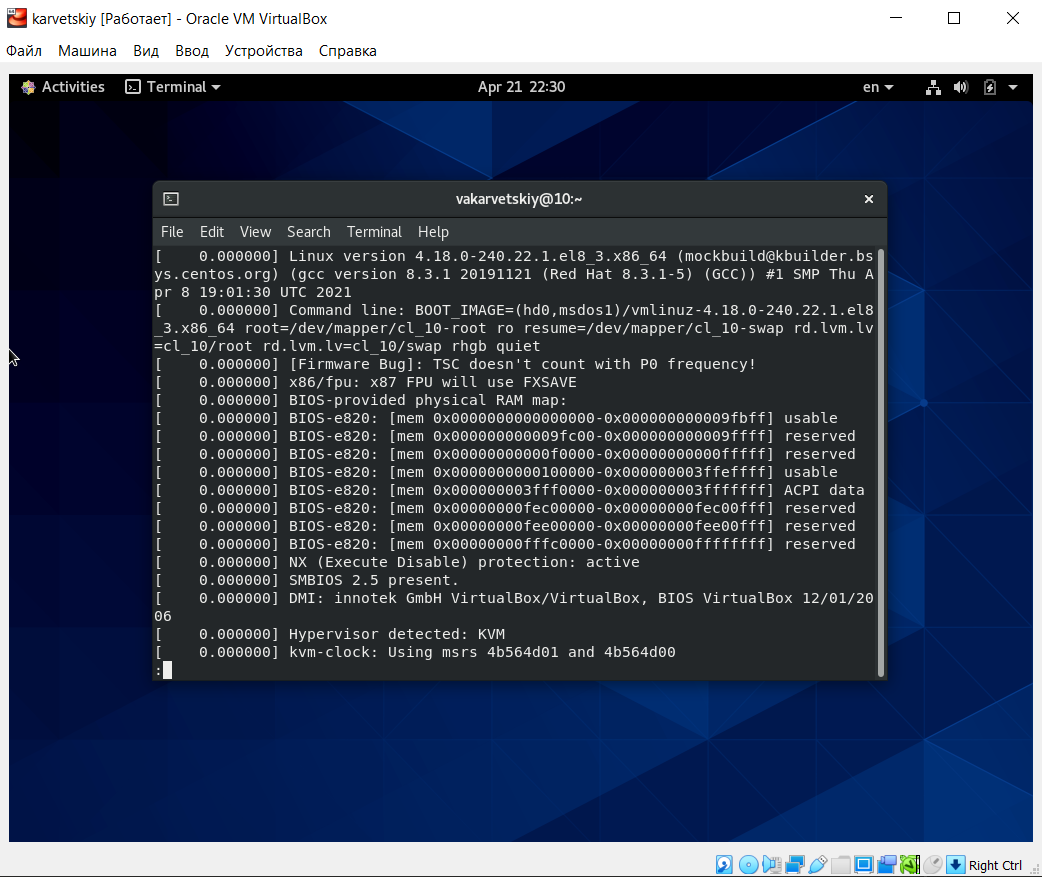 karvetskiy [Работает] - Oracle VM VirtualBox
Файл Машина Вид Ввод Устройства Справка
Activities Terminal Apr 21 22:30 en
vakarvetskiy@10:~
File Edit View Search Terminal Help
[    0.000000] Linux version 4.18.0-240.22.1.el8_3.x86_64 (mockbuild@kbuilder.bs
ys.centos.org) (gcc version 8.3.1 20191121 (Red Hat 8.3.1-5) (GCC)) #1 SMP Thu A
pr 8 19:01:30 UTC 2021
[    0.000000] Command line: BOOT_IMAGE=(hd0,msdos1)/vmlinuz-4.18.0-240.22.1.el8
_3.x86_64 root=/dev/mapper/cl_10-root ro resume=/dev/mapper/cl_10-swap rd.lvm.lv
=cl_10/root rd.lvm.lv=cl_10/swap rhgb quiet
[    0.000000] [Firmware Bug]: TSC doesn't count with P0 frequency!
[    0.000000] x86/fpu: x87 FPU will use FXSAVE
[    0.000000] BIOS-provided physical RAM map:
[    0.000000] BIOS-e820: [mem 0x0000000000000000-0x000000000009fbff] usable
[    0.000000] BIOS-e820: [mem 0x000000000009fc00-0x000000000009ffff] reserved
[    0.000000] BIOS-e820: [mem 0x00000000000f0000-0x00000000000fffff] reserved
[    0.000000] BIOS-e820: [mem 0x0000000000100000-0x000000003ffeffff] usable
[    0.000000] BIOS-e820: [mem 0x000000003fff0000-0x000000003fffffff] ACPI data
[    0.000000] BIOS-e820: [mem 0x00000000fec00000-0x00000000fec00fff] reserved
[    0.000000] BIOS-e820: [mem 0x00000000fee00000-0x00000000fee00fff] reserved
[    0.000000] BIOS-e820: [mem 0x00000000fffc0000-0x00000000ffffffff] reserved
[    0.000000] NX (Execute Disable) protection: active
[    0.000000] SMBIOS 2.5 present.
[    0.000000] DMI: innotek GmbH VirtualBox/VirtualBox, BIOS VirtualBox 12/01/20
06
[    0.000000] Hypervisor detected: KVM
[    0.000000] kvm-clock: Using msrs 4b564d01 and 4b564d00
:
Right Ctrl